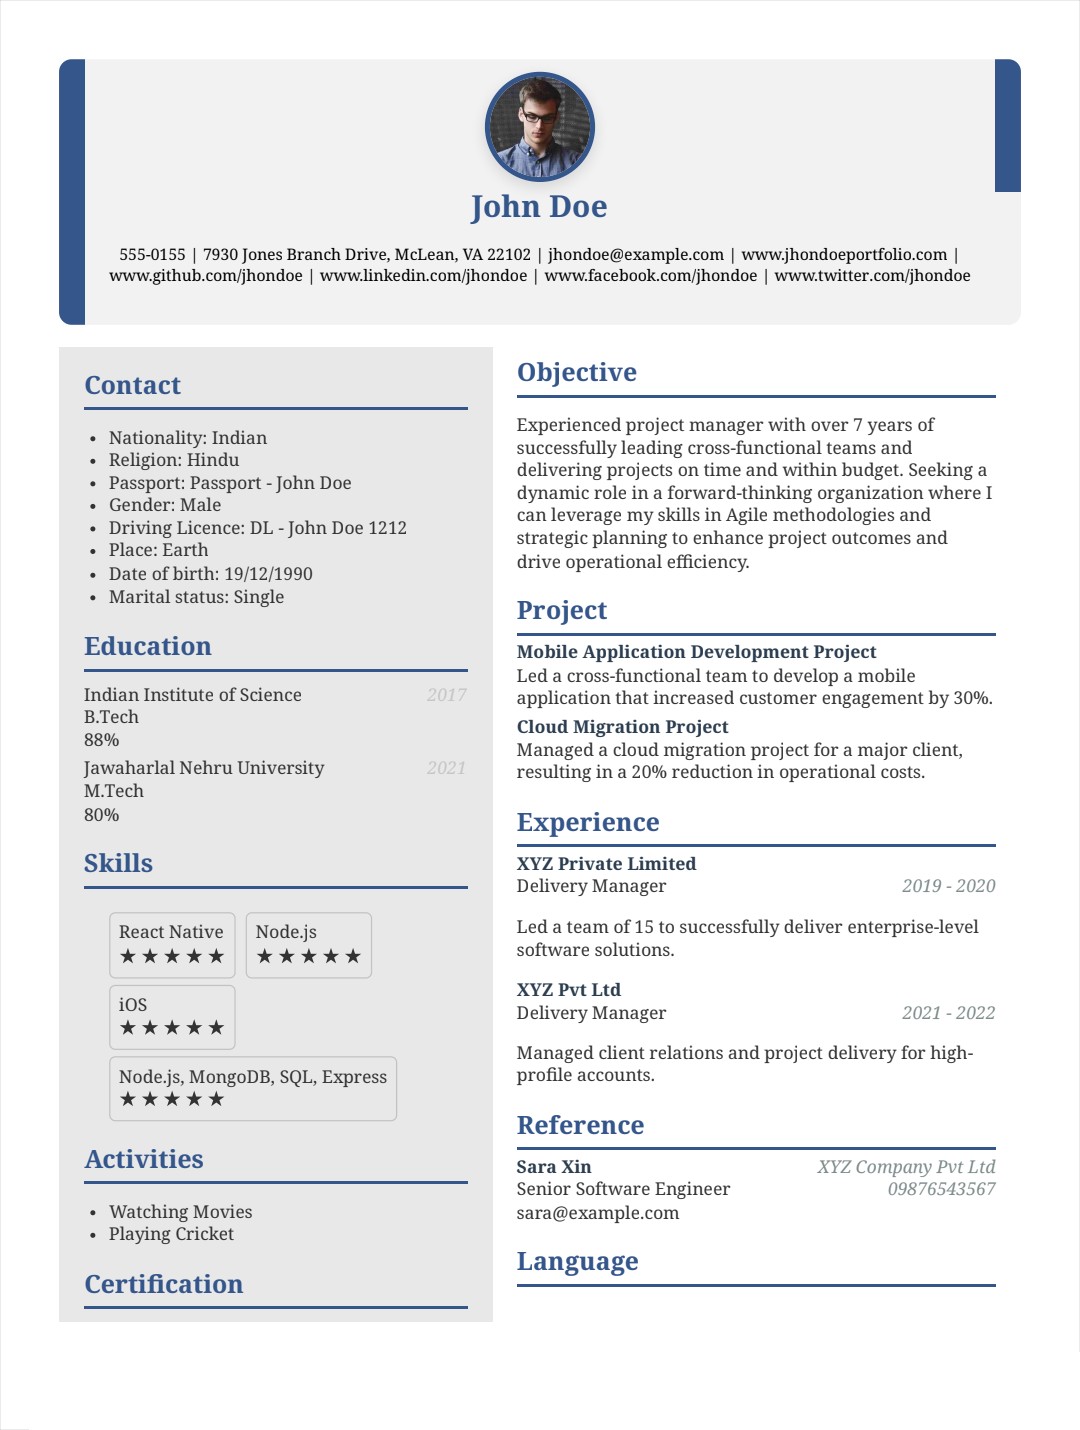 John Doe
555-0155 | 7930 Jones Branch Drive, McLean, VA 22102 | jhondoe@example.com | www.jhondoeportfolio.com |
www.github.com/jhondoe | www.linkedin.com/jhondoe | www.facebook.com/jhondoe | www.twitter.com/jhondoe
Contact
• Nationality: Indian
• Religion: Hindu
• Passport: Passport - John Doe
• Gender: Male
• Driving Licence: DL - John Doe 1212
• Place: Earth
• Date of birth: 19/12/1990
• Marital status: Single
Education
Indian Institute of Science 2017
B.Tech
88%
Jawaharlal Nehru University 2021
M.Tech
80%
Skills
React Native Node.js
★ ★ ★ ★ ★ ★ ★ ★ ★ ★
iOS
★ ★ ★ ★ ★
Node.js, MongoDB, SQL, Express
★ ★ ★ ★ ★
Activities
• Watching Movies
• Playing Cricket
Certification
Objective
Experienced project manager with over 7 years of
successfully leading cross-functional teams and
delivering projects on time and within budget. Seeking a
dynamic role in a forward-thinking organization where I
can leverage my skills in Agile methodologies and
strategic planning to enhance project outcomes and
drive operational efficiency.
Project
Mobile Application Development Project
Led a cross-functional team to develop a mobile
application that increased customer engagement by 30%.
Cloud Migration Project
Managed a cloud migration project for a major client,
resulting in a 20% reduction in operational costs.
Experience
XYZ Private Limited
Delivery Manager 2019 - 2020
Led a team of 15 to successfully deliver enterprise-level
software solutions.
XYZ Pvt Ltd
Delivery Manager 2021 - 2022
Managed client relations and project delivery for high-
profile accounts.
Reference
Sara Xin XYZ Company Pvt Ltd
Senior Software Engineer 09876543567
sara@example.com
Language